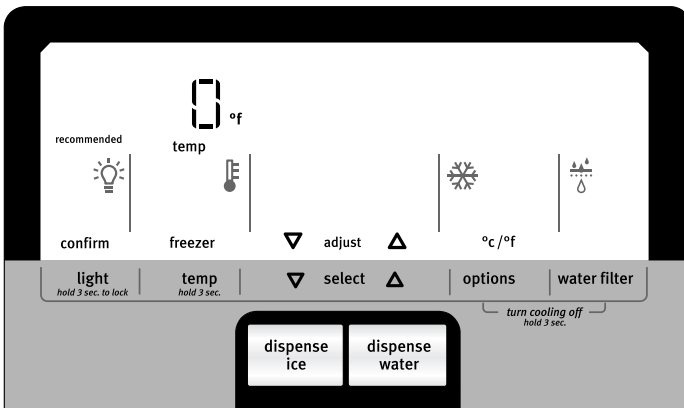 0 °f
recommended
temp
confirm freezer adjust °c/°f
light temp select options water filter
hold 3 sec. to lock hold 3 sec.
turn cooling off
hold 3 sec.
dispense ice
dispense water